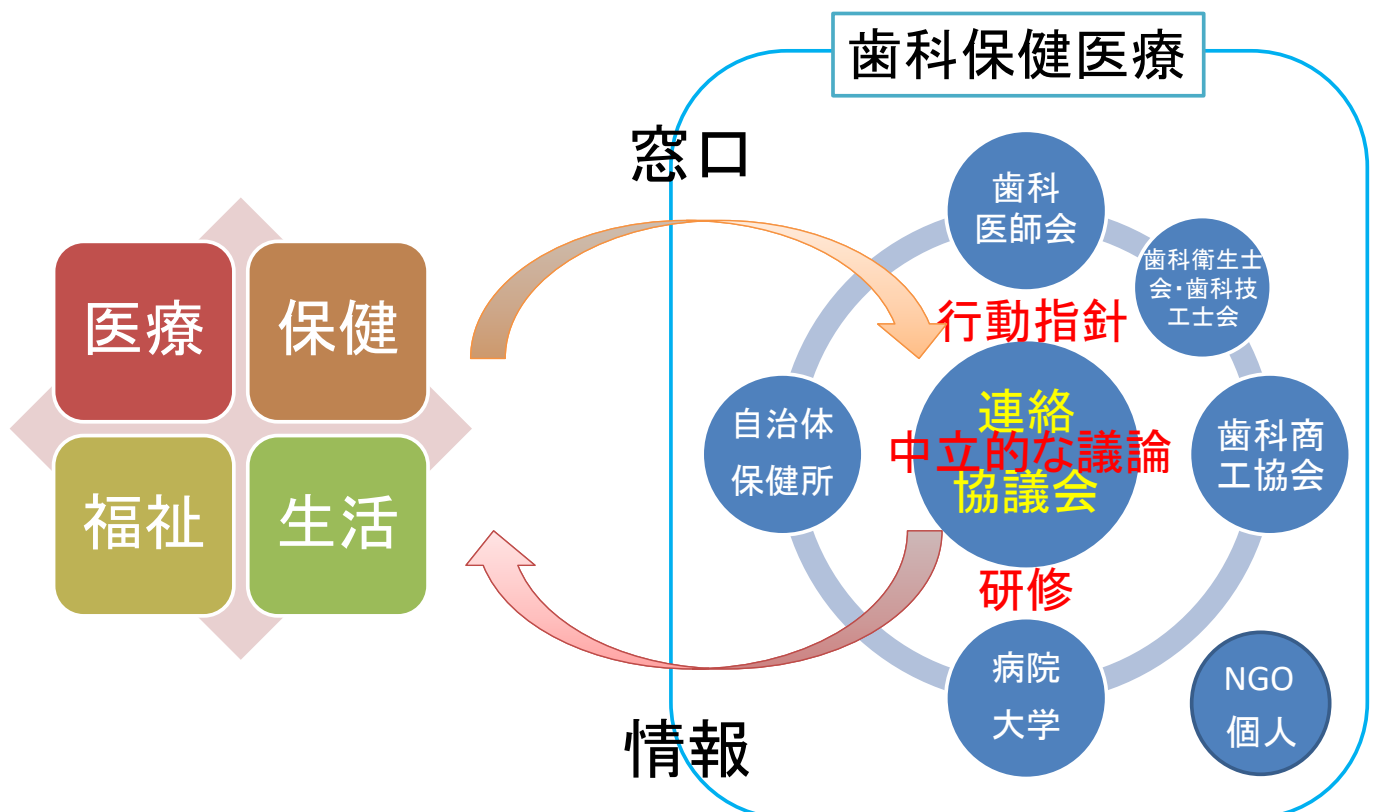 歯科保健医療
窓口
医療
保健
福祉
生活
歯科
医師会
歯科衛生士
会・歯科技
工士会
行動指針
自治体
保健所
連絡
中立的な議論
協議会
歯科商
工協会
研修
病院
大学
NGO
個人
情報